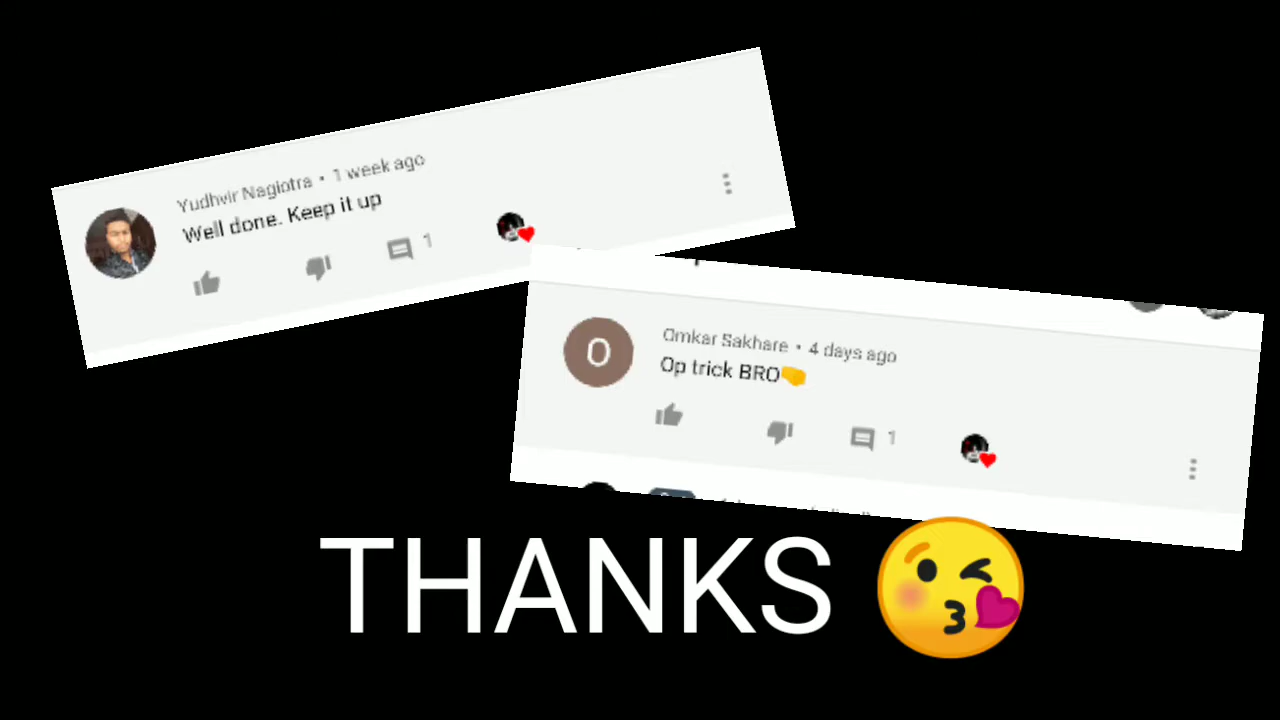 Yudhvir Nagiotra • 1 week ago
Well done. Keep it up
1
O
Omkar Sakhare • 4 days ago
Op trick BRO🤜
1
THANKS 😘